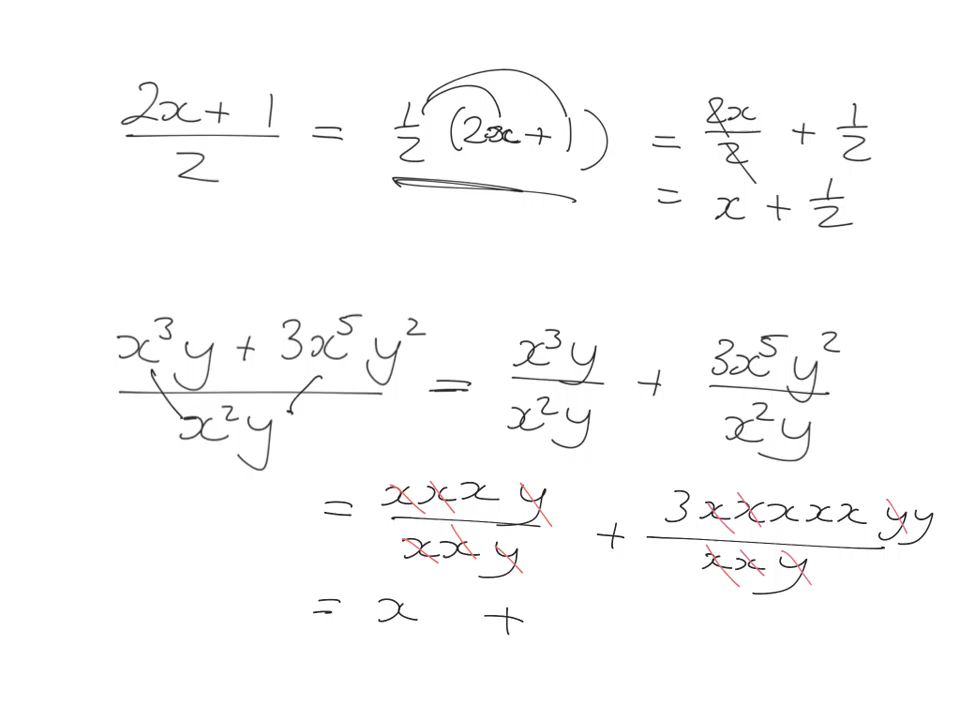 (2x + 1)/2 = 1/2 (2x + 1) = 2x/2 + 1/2
= x + 1/2
(x³y + 3x⁵y²)/(x²y) = x³y/x²y + 3x⁵y²/x²y
= xxxy/xxy + 3xxxxxyy/xxy
= x +